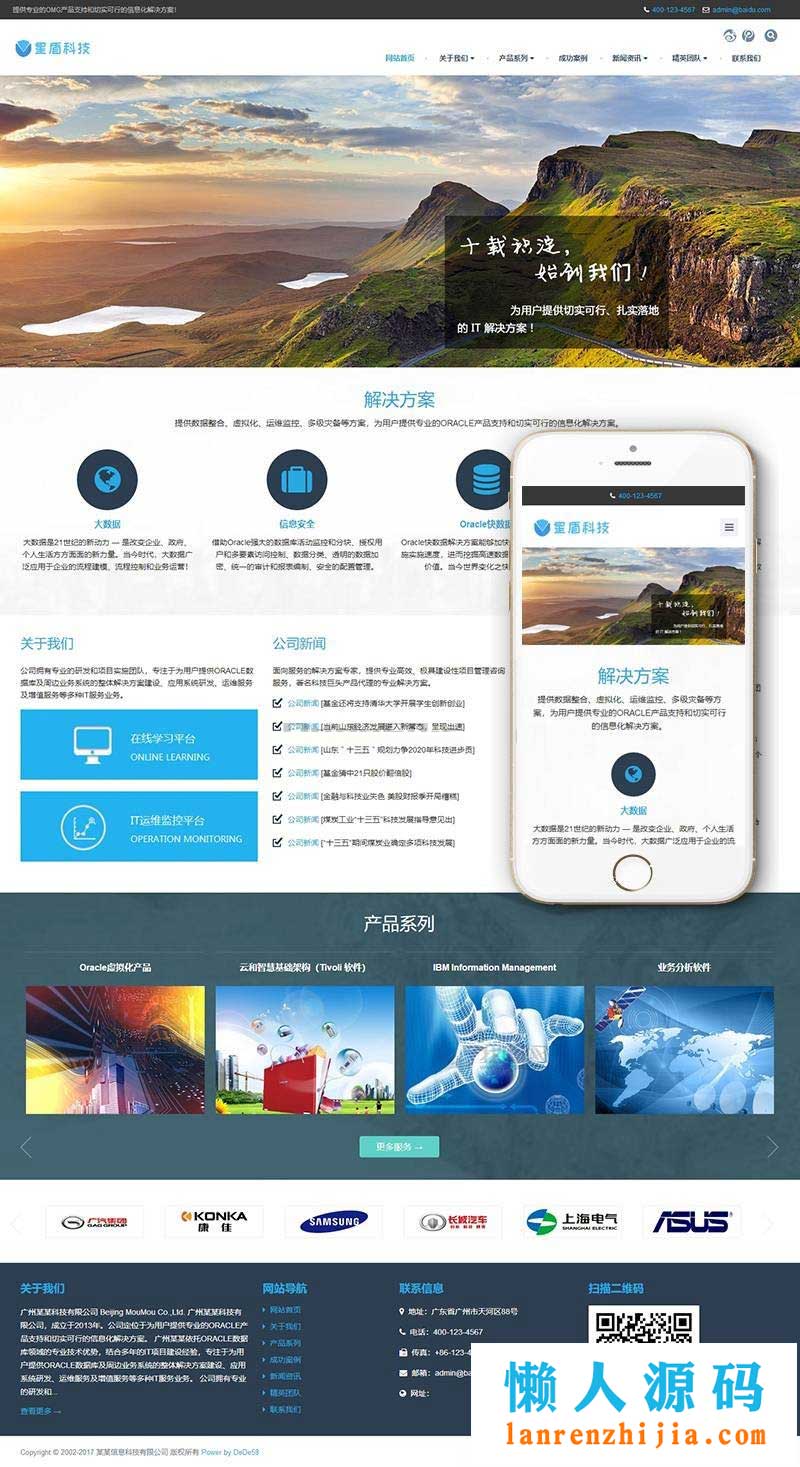 提供专业的OMG产品支持和切实可行的信息化解决方案!
400-123-4567 admin@baidu.com
星盾科技
网站首页 关于我们 产品系列 成功案例 新闻资讯 精英团队 联系我们
十载积淀，
始到我们！
为用户提供切实可行、扎实落地
的 IT 解决方案！
解决方案
提供数据整合、虚拟化、运维监控、多级灾备等方案，为用户提供专业的ORACLE产品支持和切实可行的信息化解决方案。
大数据
大数据是21世纪的新动力 — 是改变企业、政府、
个人生活方方面面的新力量。当今时代，大数据广
泛应用于企业的流程建模、流程控制和业务运营！
信息安全
借助Oracle强大的数据库活动监控和分块、授权用
户和多要素访问控制、数据分类、透明的数据加
密、统一的审计和报表编制、安全的配置管理。
Oracle快数据
Oracle快数据解决方案能够加快
施实施速度，进而挖掘高速数据
价值。当今世界变化之快
关于我们
公司拥有专业的研发和项目实施团队，专注于为用户提供ORACLE数
据库及周边业务系统的整体解决方案建设、应用系统研发、运维服务
及增值服务等多种IT服务业务。
在线学习平台
ONLINE LEARNING
IT运维监控平台
OPERATION MONITORING
公司新闻
面向服务的解决方案专家，提供专业高效、极具建设性项目管理咨询
服务，著名科技巨头产品代理的专业解决方案。
公司新闻 [基金还将支持清华大学开展学生创新创业]
公司新闻 [当前山东经济发展嵌入新常态，呈现出速]
公司新闻 [山东＂十三五＂规划力争2020年科技进步贡]
公司新闻 [基金猜中21只股价翻倍股]
公司新闻 [金融与科技业失色 美股财报季开局糟糕]
公司新闻 [煤炭工业“十三五”科技发展指导意见出]
公司新闻 [“十三五”期间煤炭业确定多项科技发展]
400-123-4567
星盾科技
十载积淀，
始到我们！
为用户提供切实可行、扎实落地
的 IT 解决方案！
解决方案
提供数据整合、虚拟化、运维监控、多级灾备等方
案，为用户提供专业的ORACLE产品支持和切实可行
的信息化解决方案。
大数据
大数据是21世纪的新动力 — 是改变企业、政府、个人生活
方方面面的新力量。当今时代，大数据广泛应用于企业的流
产品系列
Oracle虚拟化产品
云和智慧基础架构（Tivoli 软件）
IBM Information Management
业务分析软件
更多服务 →
广汽集团
GAC GROUP
KONKA
康佳
SAMSUNG
长城汽车
上海电气
SHANGHAI ELECTRIC
ASUS
关于我们
广州某某科技有限公司 Beijing MouMou Co.,Ltd. 广州某某科技有
限公司，成立于2013年。公司定位于为用户提供专业的ORACLE产
品支持和切实可行的信息化解决方案。 广州某某依托ORACLE数据
库领域的专业技术优势，结合多年的IT项目建设经验，专注于为用
户提供ORACLE数据库及周边业务系统的整体解决方案建设、应用
系统研发、运维服务及增值服务等多种IT服务业务。 公司拥有专业
的研发和...
查看更多 →
网站导航
网站首页
关于我们
产品系列
成功案例
新闻资讯
精英团队
联系我们
联系信息
地址：广东省广州市天河区88号
电话：400-123-4567
传真：+86-123-4
邮箱：admin@ba
网址：
扫描二维码
Copyright © 2002-2017 某某信息科技有限公司 版权所有 Power by DeDe58
懒人源码
lanrenzhijia.com